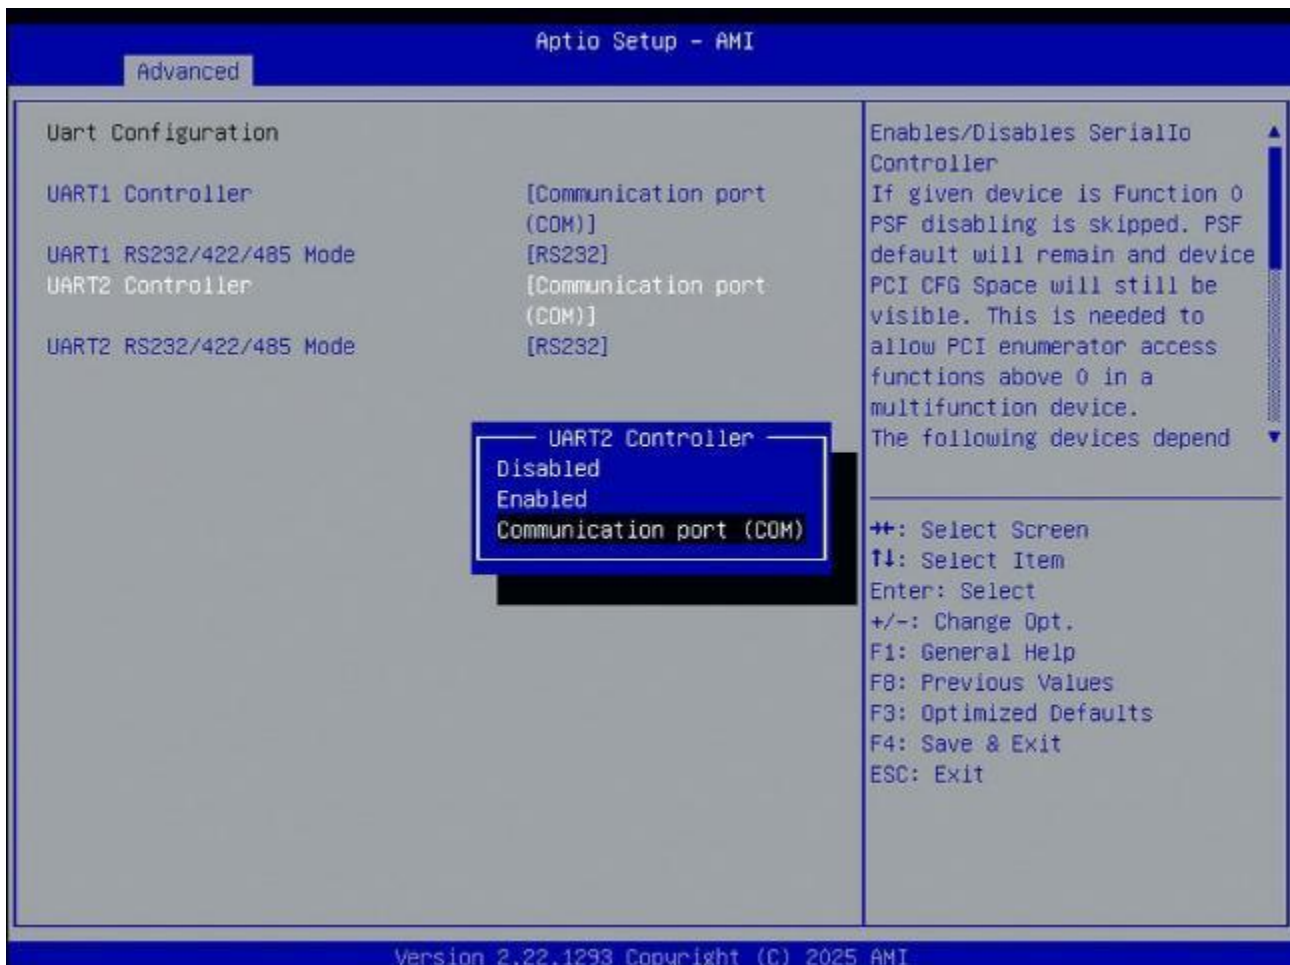 Aptio Setup - AMI
Advanced
Uart Configuration
UART1 Controller [Communication port
(COM)]
UART1 RS232/422/485 Mode [RS232]
UART2 Controller [Communication port
(COM)]
UART2 RS232/422/485 Mode [RS232]
UART2 Controller
Disabled
Enabled
Communication port (COM)
Enables/Disables SerialIo
Controller
If given device is Function 0
PSF disabling is skipped. PSF
default will remain and device
PCI CFG Space will still be
visible. This is needed to
allow PCI enumerator access
functions above 0 in a
multifunction device.
The following devices depend
→←: Select Screen
↑↓: Select Item
Enter: Select
+/-: Change Opt.
F1: General Help
F8: Previous Values
F3: Optimized Defaults
F4: Save & Exit
ESC: Exit
Version 2.22.1293 Copyright (C) 2025 AMI